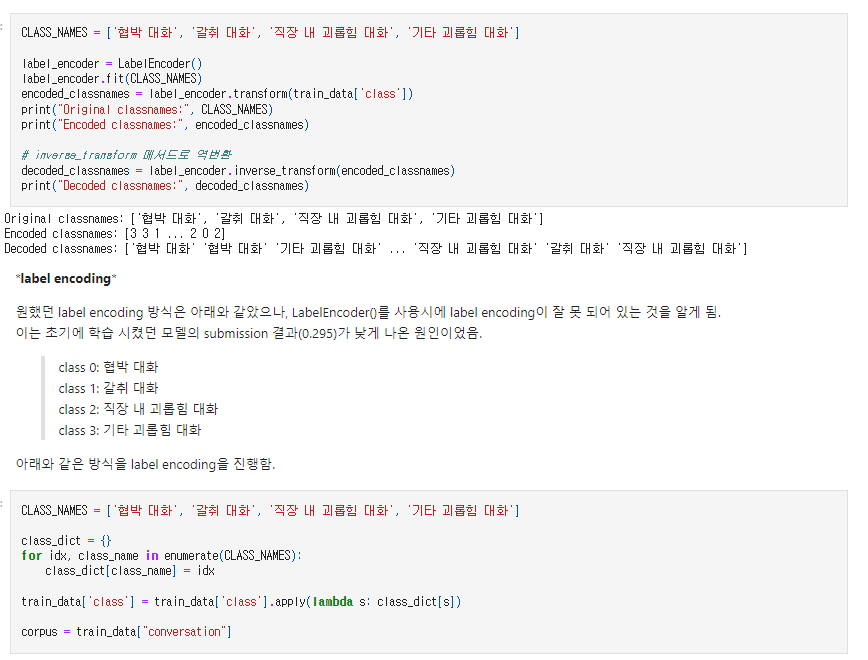 CLASS_NAMES = ['협박 대화', '갈취 대화', '직장 내 괴롭힘 대화', '기타 괴롭힘 대화']
label_encoder = LabelEncoder()
label_encoder.fit(CLASS_NAMES)
encoded_classnames = label_encoder.transform(train_data['class'])
print("Original classnames:", CLASS_NAMES)
print("Encoded classnames:", encoded_classnames)
# inverse_transform 메서드로 역변환
decoded_classnames = label_encoder.inverse_transform(encoded_classnames)
print("Decoded classnames:", decoded_classnames)
Original classnames: ['협박 대화', '갈취 대화', '직장 내 괴롭힘 대화', '기타 괴롭힘 대화']
Encoded classnames: [3 3 1 ... 2 0 2]
Decoded classnames: ['협박 대화' '협박 대화' '기타 괴롭힘 대화' ... '직장 내 괴롭힘 대화' '갈취 대화' '직장 내 괴롭힘 대화']
*label encoding*
원했던 label encoding 방식은 아래와 같았으나, LabelEncoder()를 사용시에 label encoding이 잘 못 되어 있는 것을 알게 됨.
이는 초기에 학습 시켰던 모델의 submission 결과(0.295)가 낮게 나온 원인이었음.
class 0: 협박 대화
class 1: 갈취 대화
class 2: 직장 내 괴롭힘 대화
class 3: 기타 괴롭힘 대화
아래와 같은 방식을 label encoding을 진행함.
CLASS_NAMES = ['협박 대화', '갈취 대화', '직장 내 괴롭힘 대화', '기타 괴롭힘 대화']
class_dict = {}
for idx, class_name in enumerate(CLASS_NAMES):
    class_dict[class_name] = idx
train_data['class'] = train_data['class'].apply(lambda s: class_dict[s])
corpus = train_data["conversation"]